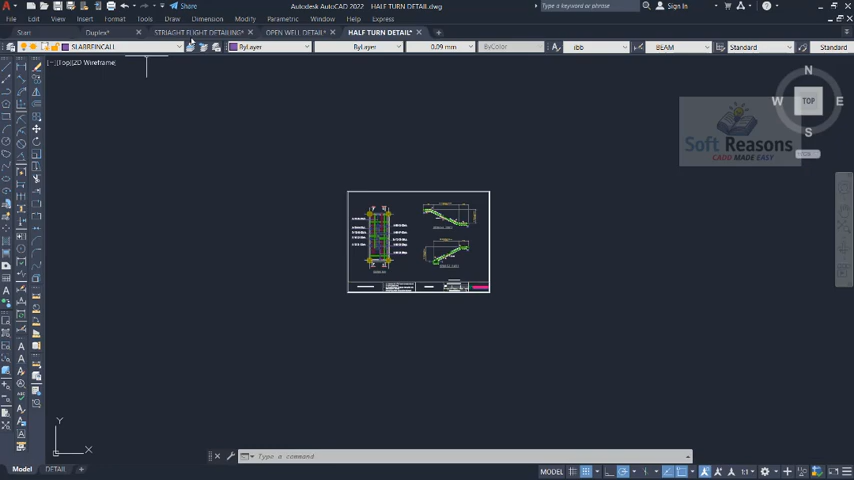 Share
Autodesk AutoCAD 2022 HALF TURN DETAIL.dwg
Type a keyword or phrase
Sign In
File Edit View Insert Format Tools Draw Dimension Modify Parametric Window Help Express
Start Duplex* STRIAGHT FLIGHT DETAILING* OPEN WELL DETAIL* HALF TURN DETAIL*
SLABREINCALL ByLayer ByLayer 0.09 mm ByColor ibb BEAM Standard Standard
[−][Top][2D Wireframe]
N
W TOP E
S
Soft Reasons
CADD MADE EASY
Y
X
Type a command
Model DETAIL
MODEL 1:1